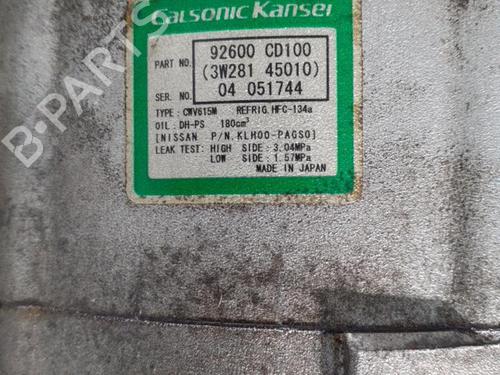 Calsonic Kansei
PART NO. 92600 CD100
(3W281 45010)
SER. NO. 04 051744
TYPE: CWV615M REFRIG. HFC-134a
OIL: DH-PS 180cm³
[NISSAN P/N. KLH00-PAGS0]
LEAK TEST: HIGH SIDE: 3.04MPa
LOW SIDE: 1.57MPa
MADE IN JAPAN
B-PARTS